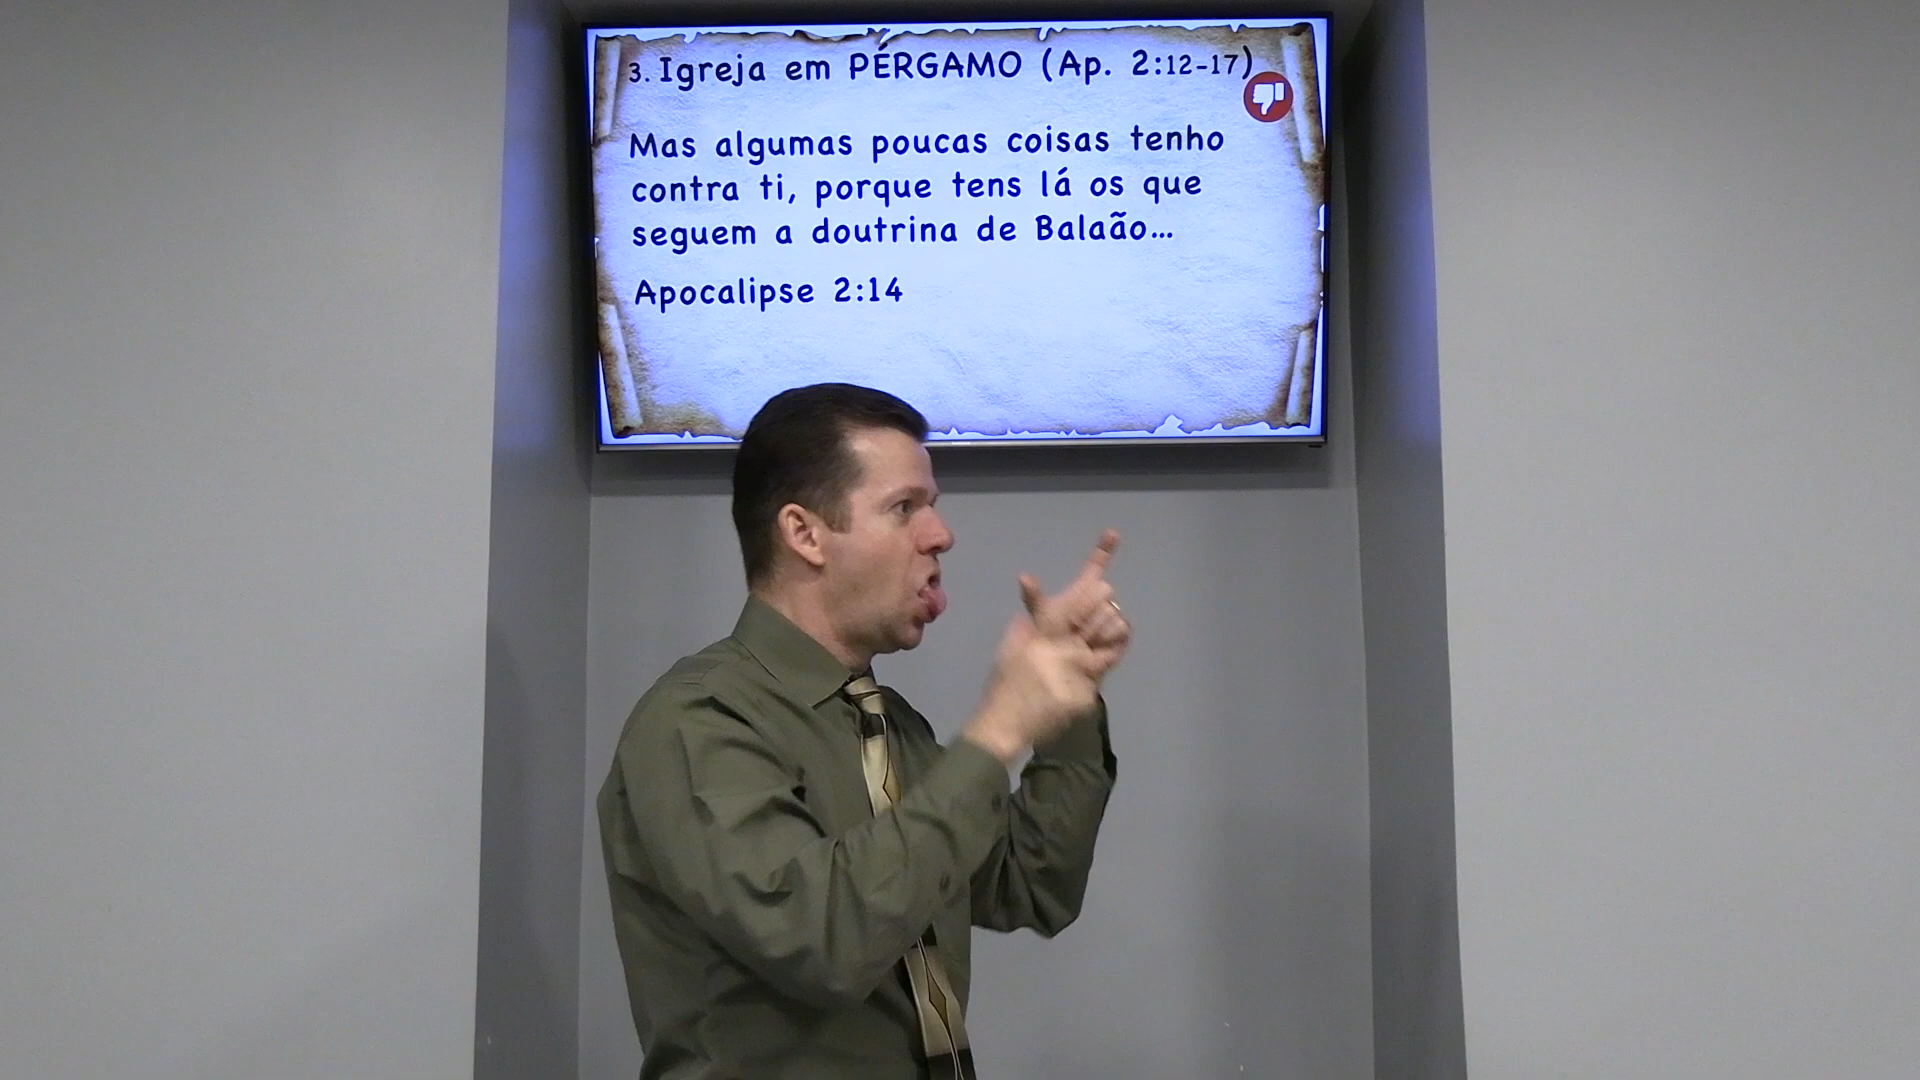 3. Igreja em PÉRGAMO (Ap. 2:12-17)
Mas algumas poucas coisas tenho
contra ti, porque tens lá os que
seguem a doutrina de Balaão...
Apocalipse 2:14